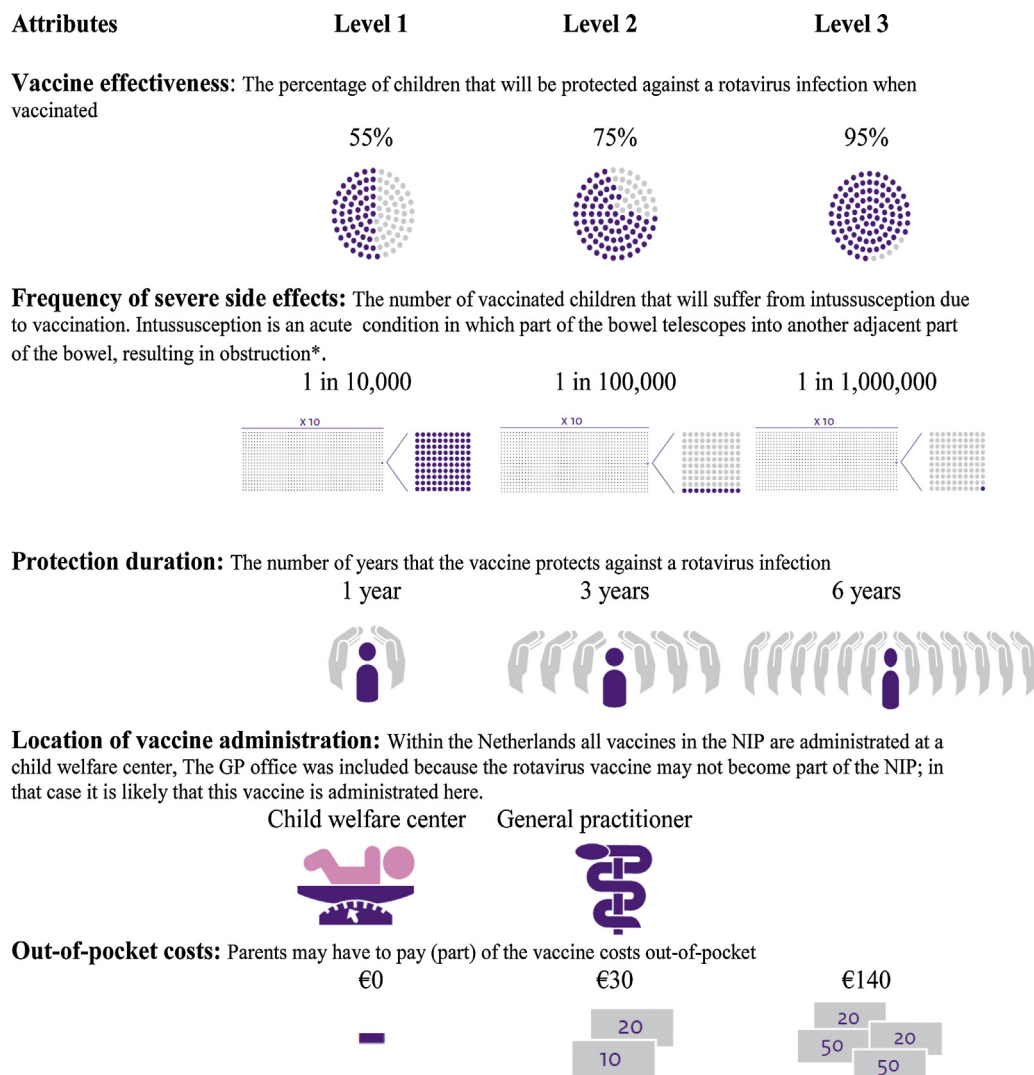 Attributes Level 1 Level 2 Level 3
Vaccine effectiveness: The percentage of children that will be protected against a rotavirus infection when
vaccinated
55% 75% 95%
Frequency of severe side effects: The number of vaccinated children that will suffer from intussusception due
to vaccination. Intussusception is an acute condition in which part of the bowel telescopes into another adjacent part
of the bowel, resulting in obstruction*.
1 in 10,000 1 in 100,000 1 in 1,000,000
x 10 x 10 x 10
Protection duration: The number of years that the vaccine protects against a rotavirus infection
1 year 3 years 6 years
Location of vaccine administration: Within the Netherlands all vaccines in the NIP are administrated at a
child welfare center, The GP office was included because the rotavirus vaccine may not become part of the NIP; in
that case it is likely that this vaccine is administrated here.
Child welfare center General practitioner
Out-of-pocket costs: Parents may have to pay (part) of the vaccine costs out-of-pocket
€0 €30 €140
20 20
50 20
10 50